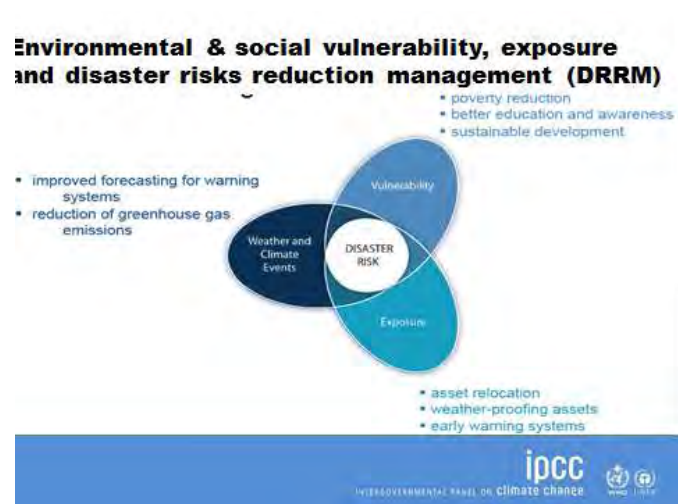 Environmental & social vulnerability, exposure
and disaster risks reduction management (DRRM)
• poverty reduction
• better education and awareness
• sustainable development
• improved forecasting for warning
systems
• reduction of greenhouse gas
emissions
Vulnerability
Weather and
Climate
Events
DISASTER
RISK
Exposure
• asset relocation
• weather-proofing assets
• early warning systems
ipcc
INTERGOVERNMENTAL PANEL ON climate change